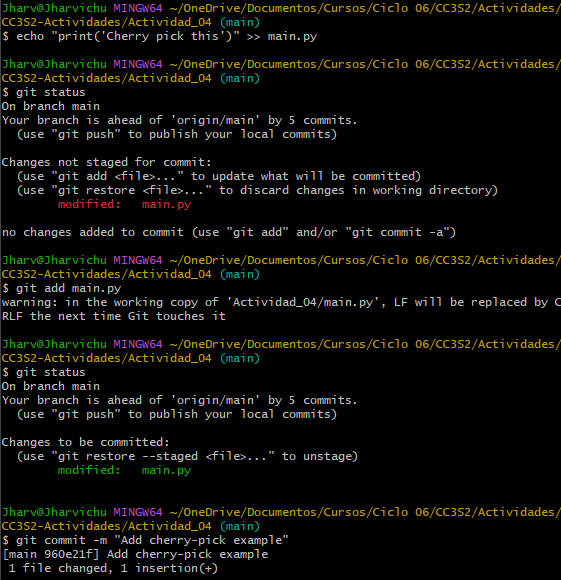 Jharv@Jharvichu MINGW64 ~/OneDrive/Documentos/Cursos/Ciclo 06/CC3S2/Actividades/
CC3S2-Actividades/Actividad_04 (main)
$ echo "print('Cherry pick this')" >> main.py

Jharv@Jharvichu MINGW64 ~/OneDrive/Documentos/Cursos/Ciclo 06/CC3S2/Actividades/
CC3S2-Actividades/Actividad_04 (main)
$ git status
On branch main
Your branch is ahead of 'origin/main' by 5 commits.
  (use "git push" to publish your local commits)

Changes not staged for commit:
  (use "git add <file>..." to update what will be committed)
  (use "git restore <file>..." to discard changes in working directory)
        modified:   main.py

no changes added to commit (use "git add" and/or "git commit -a")

Jharv@Jharvichu MINGW64 ~/OneDrive/Documentos/Cursos/Ciclo 06/CC3S2/Actividades/
CC3S2-Actividades/Actividad_04 (main)
$ git add main.py
warning: in the working copy of 'Actividad_04/main.py', LF will be replaced by C
RLF the next time Git touches it

Jharv@Jharvichu MINGW64 ~/OneDrive/Documentos/Cursos/Ciclo 06/CC3S2/Actividades/
CC3S2-Actividades/Actividad_04 (main)
$ git status
On branch main
Your branch is ahead of 'origin/main' by 5 commits.
  (use "git push" to publish your local commits)

Changes to be committed:
  (use "git restore --staged <file>..." to unstage)
        modified:   main.py

Jharv@Jharvichu MINGW64 ~/OneDrive/Documentos/Cursos/Ciclo 06/CC3S2/Actividades/
CC3S2-Actividades/Actividad_04 (main)
$ git commit -m "Add cherry-pick example"
[main 960e21f] Add cherry-pick example
 1 file changed, 1 insertion(+)